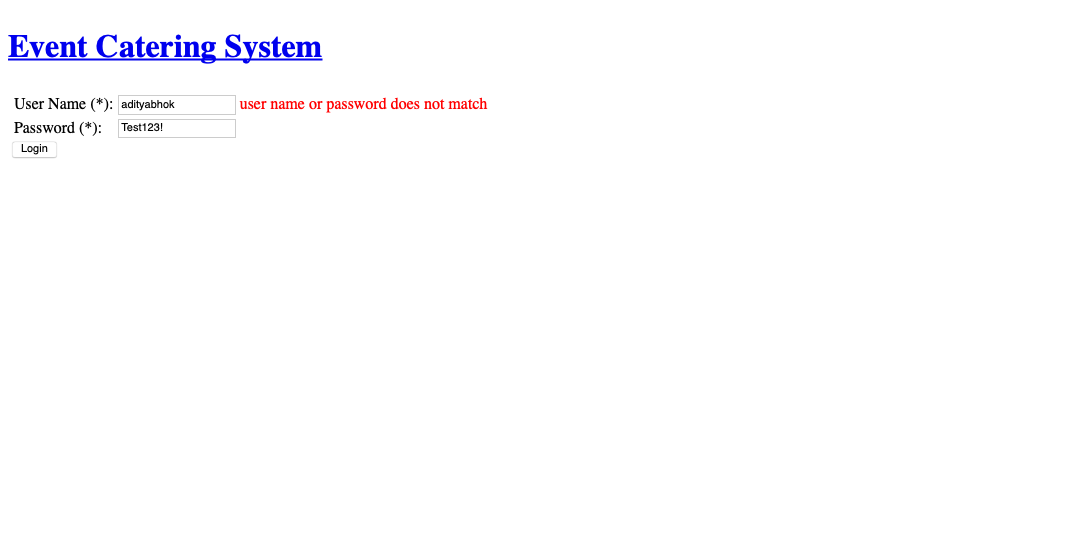 Event Catering System
User Name (*): adityabhok user name or password does not match
Password (*): Test123!
Login